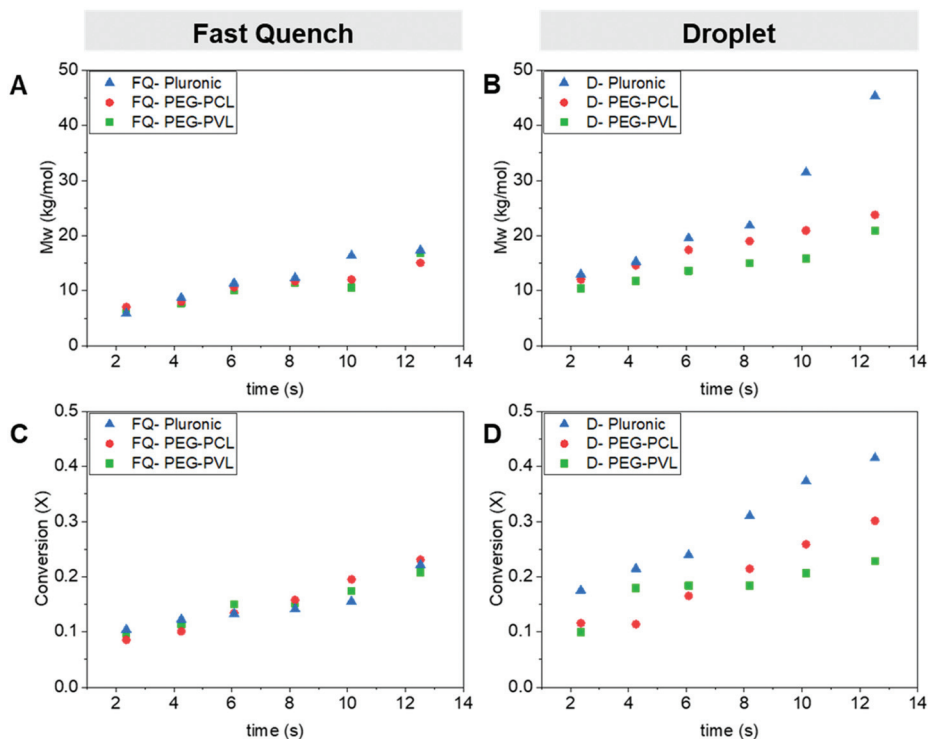 Fast Quench
Droplet
A
50
40
30
20
10
0
Mw (kg/mol)
FQ- Pluronic
FQ- PEG-PCL
FQ- PEG-PVL
2 4 6 8 10 12 14
time (s)
B
50
40
30
20
10
0
Mw (kg/mol)
D- Pluronic
D- PEG-PCL
D- PEG-PVL
2 4 6 8 10 12 14
time (s)
C
0.5
0.4
0.3
0.2
0.1
0.0
Conversion (X)
FQ- Pluronic
FQ- PEG-PCL
FQ- PEG-PVL
2 4 6 8 10 12 14
time (s)
D
0.5
0.4
0.3
0.2
0.1
0.0
Conversion (X)
D- Pluronic
D- PEG-PCL
D- PEG-PVL
2 4 6 8 10 12 14
time (s)